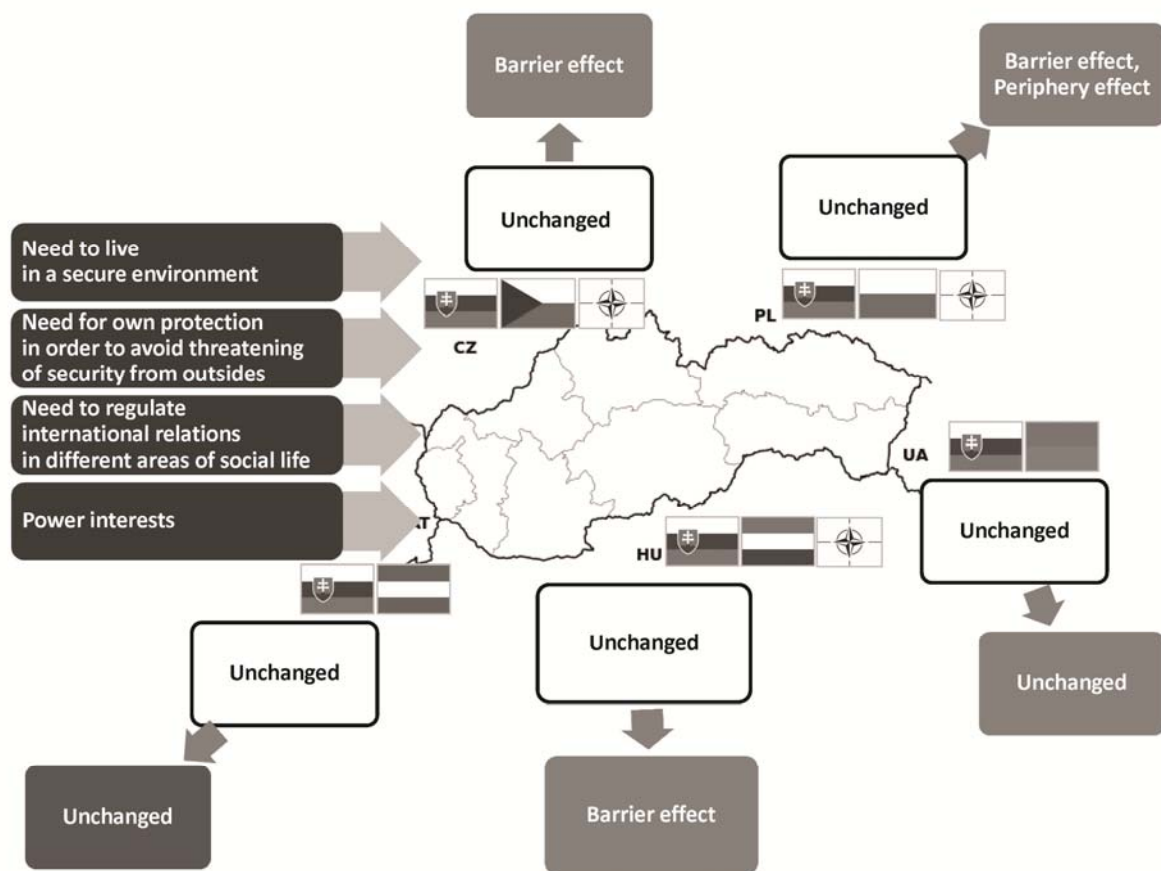 Barrier effect
Barrier effect,
Periphery effect
Unchanged
Unchanged
Need to live
in a secure environment
Need for own protection
in order to avoid threatening
of security from outsides
Need to regulate
international relations
in different areas of social life
Power interests
CZ
PL
UA
HU
AT
Unchanged
Unchanged
Unchanged
Unchanged
Unchanged
Barrier effect